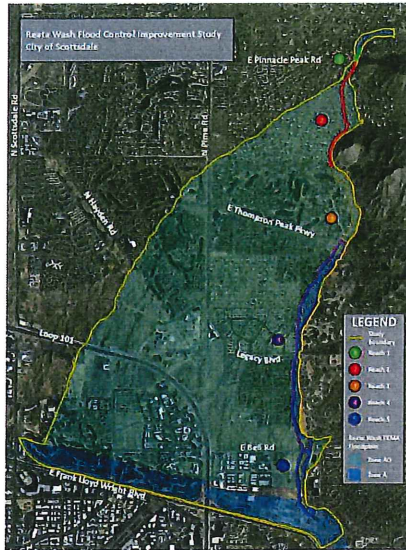 Reata Wash Flood Control Improvement Study
City of Scottsdale
E Pinnacle Peak Rd
N Scottsdale Rd
N Pima Rd
N Hayden Rd
E Thompson Peak Pkwy
Loop 101
Legacy Blvd
E Bell Rd
E Frank Lloyd Wright Blvd
LEGEND
Study
boundary
Reach 1
Reach 2
Reach 3
Reach 4
Reach 5
Reata Wash FEMA
Floodplain
Zone AO
Zone A